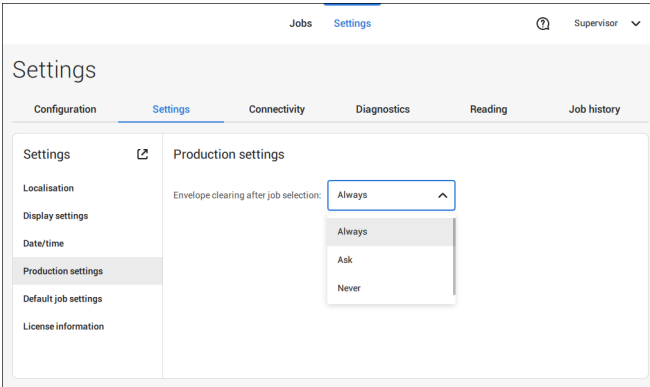 Jobs Settings Supervisor
Settings
Configuration Settings Connectivity Diagnostics Reading Job history
Settings Production settings
Localisation
Envelope clearing after job selection: Always
Display settings
Always
Date/time
Ask
Production settings
Never
Default job settings
License information